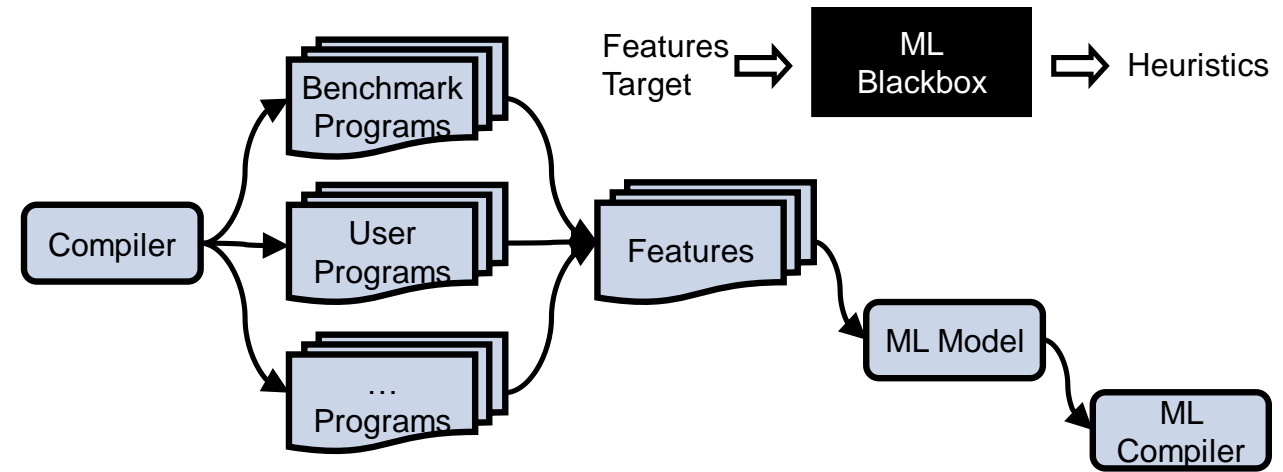 Features
Target
ML
Blackbox
Heuristics
Benchmark
Programs
Compiler
User
Programs
Features
...
Programs
ML Model
ML
Compiler